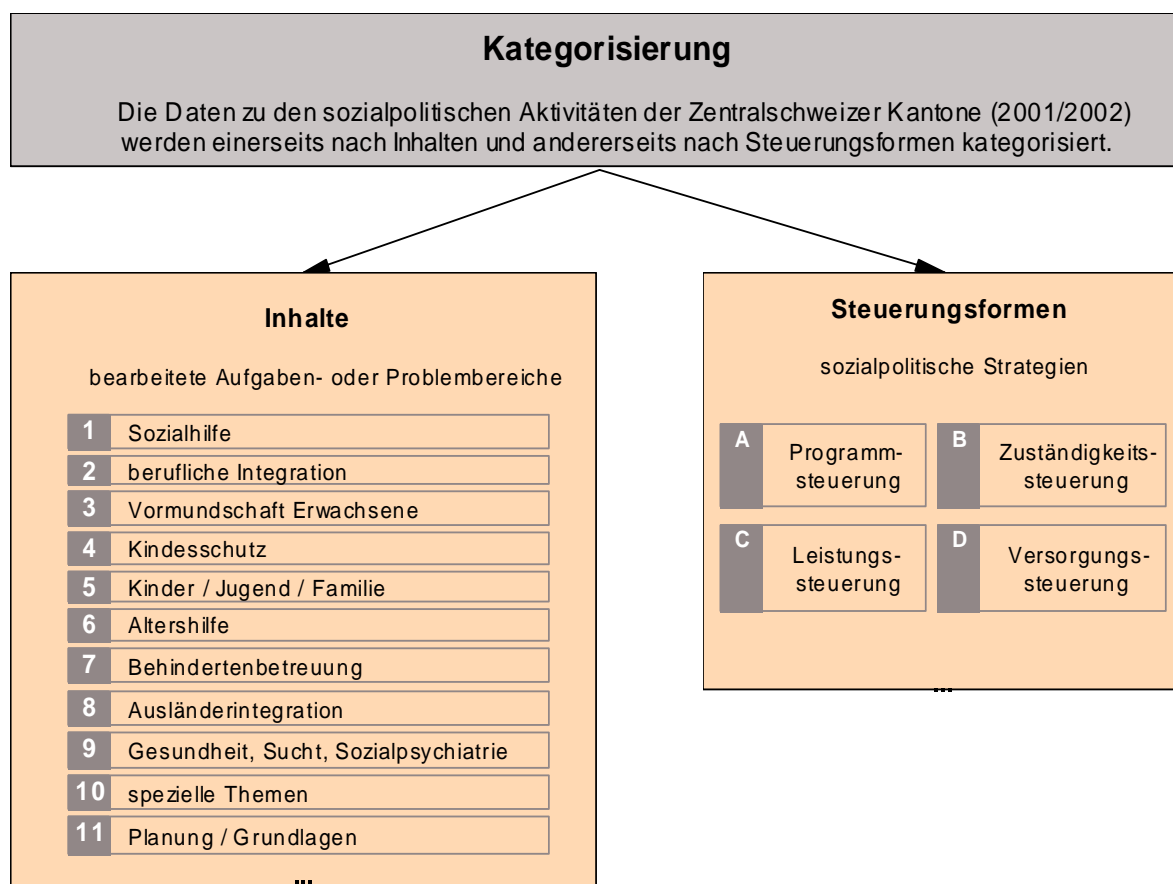 Kategorisierung
Die Daten zu den sozialpolitischen Aktivitäten der Zentralschweizer Kantone (2001/2002)
werden einerseits nach Inhalten und andererseits nach Steuerungsformen kategorisiert.
Inhalte
bearbeitete Aufgaben- oder Problembereiche
1 Sozialhilfe
2 berufliche Integration
3 Vormundschaft Erwachsene
4 Kindesschutz
5 Kinder / Jugend / Familie
6 Altershilfe
7 Behindertenbetreuung
8 Ausländerintegration
9 Gesundheit, Sucht, Sozialpsychiatrie
10 spezielle Themen
11 Planung / Grundlagen
...
Steuerungsformen
sozialpolitische Strategien
A Programm-
steuerung
B Zuständigkeits-
steuerung
C Leistungs-
steuerung
D Versorgungs-
steuerung
...